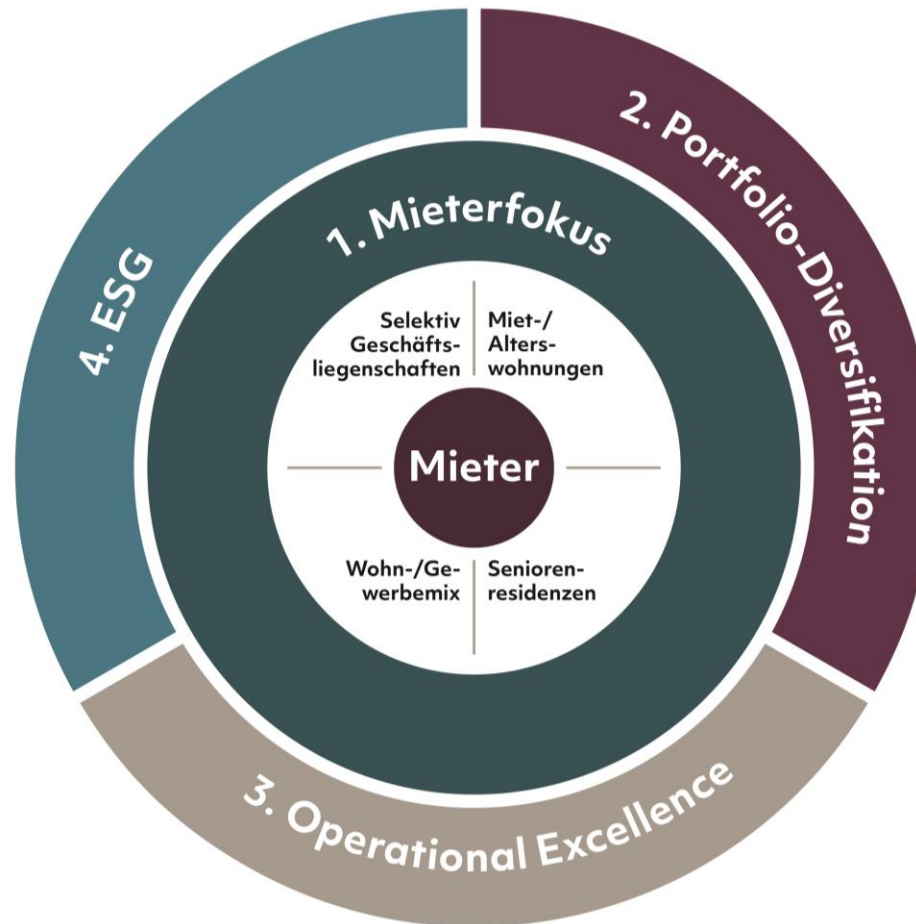 1. Mieterfokus
2. Portfolio-Diversifikation
3. Operational Excellence
4. ESG
Selektiv
Geschäfts-
liegenschaften
Miet-/
Alters-
wohnungen
Mieter
Wohn-/Ge-
werbemix
Senioren-
residenzen